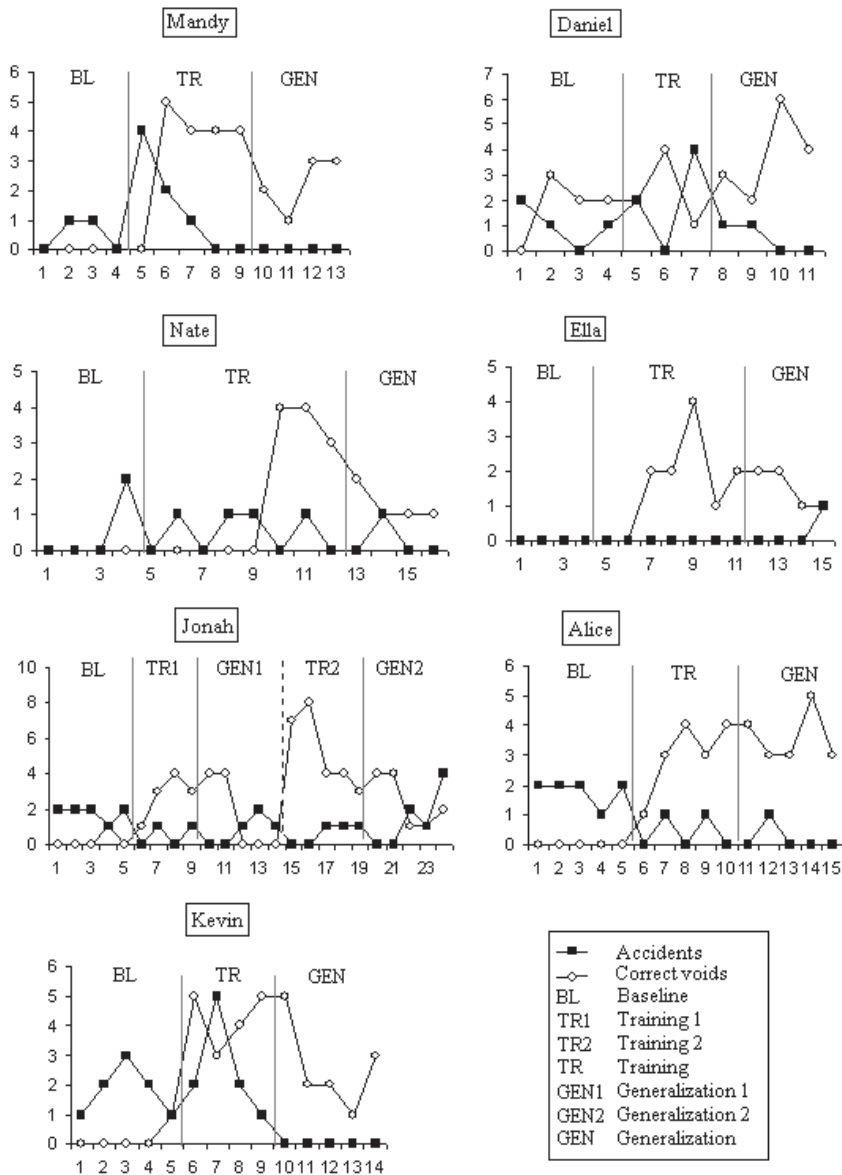 Mandy
BL TR GEN
6
5
4
3
2
1
0
1 2 3 4 5 6 7 8 9 10 11 12 13
Daniel
BL TR GEN
7
6
5
4
3
2
1
0
1 2 3 4 5 6 7 8 9 10 11
Nate
BL TR GEN
5
4
3
2
1
0
1 3 5 7 9 11 13 15
Ella
BL TR GEN
5
4
3
2
1
0
1 3 5 7 9 11 13 15
Jonah
BL TR1 GEN1 TR2 GEN2
10
8
6
4
2
0
1 3 5 7 9 11 13 15 17 19 21 23
Alice
BL TR GEN
6
5
4
3
2
1
0
1 2 3 4 5 6 7 8 9 10 11 12 13 14 15
Kevin
BL TR GEN
6
5
4
3
2
1
0
1 2 3 4 5 6 7 8 9 10 11 12 13 14
Accidents
Correct voids
BL Baseline
TR1 Training 1
TR2 Training 2
TR Training
GEN1 Generalization 1
GEN2 Generalization 2
GEN Generalization